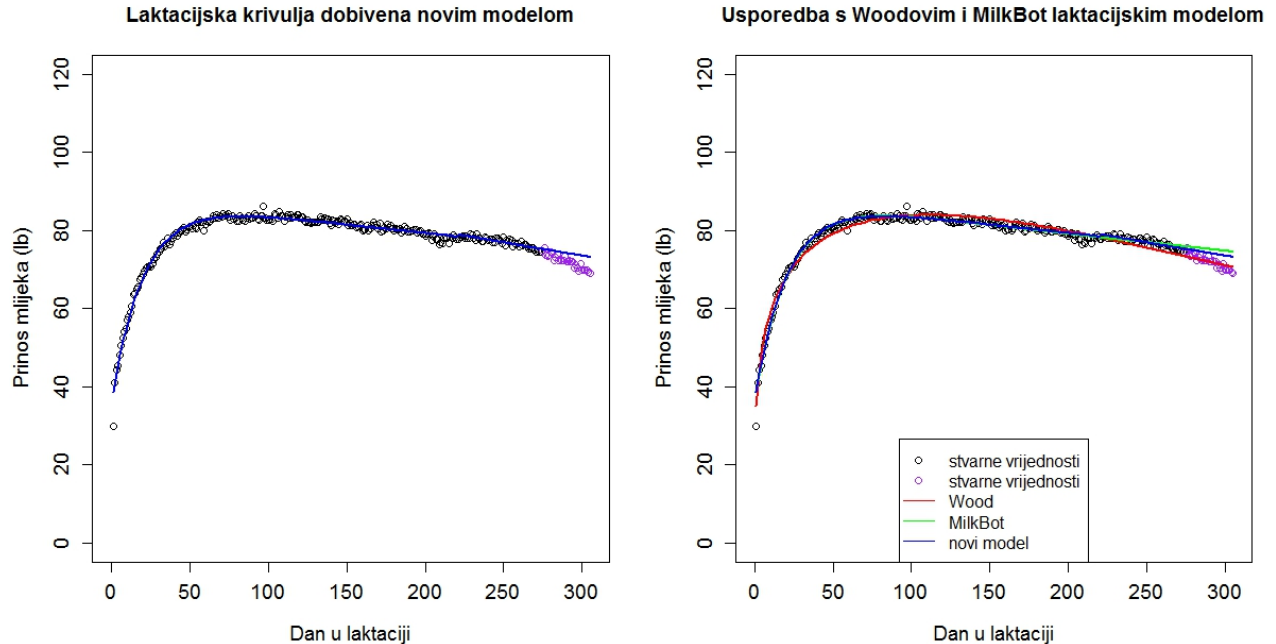 Laktacijska krivulja dobivena novim modelom
120
100
80
60
40
20
0
Prinos mlijeka (lb)
0 50 100 150 200 250 300
Dan u laktaciji
Usporedba s Woodovim i MilkBot laktacijskim modelom
120
100
80
60
40
20
0
Prinos mlijeka (lb)
stvarne vrijednosti
stvarne vrijednosti
Wood
MilkBot
novi model
0 50 100 150 200 250 300
Dan u laktaciji